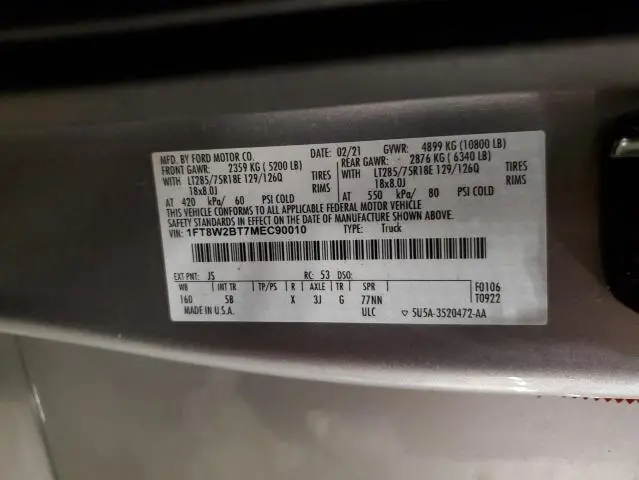 MFD. BY FORD MOTOR CO. DATE: 02/21 GVWR: 4899 KG (10800 LB)
FRONT GAWR: 2359 KG ( 5200 LB) REAR GAWR: 2876 KG ( 6340 LB)
WITH LT285/75R18E 129/126Q TIRES WITH LT285/75R18E 129/126Q TIRES
18x8.0J RIMS 18x8.0J RIMS
AT 420 kPa/ 60 PSI COLD AT 550 kPa/ 80 PSI COLD
THIS VEHICLE CONFORMS TO ALL APPLICABLE FEDERAL MOTOR VEHICLE
SAFETY STANDARDS IN EFFECT ON THE DATE OF MANUFACTURE SHOWN ABOVE.
VIN: 1FT8W2BT7MEC90010 TYPE: Truck
EXT PNT: JS RC: 53 DSO:
WB INT TR TP/PS R AXLE TR SPR F0106
160 5B X 3J G 77NN T0922
MADE IN U.S.A. ULC ▽ 5U5A-3520472-AA